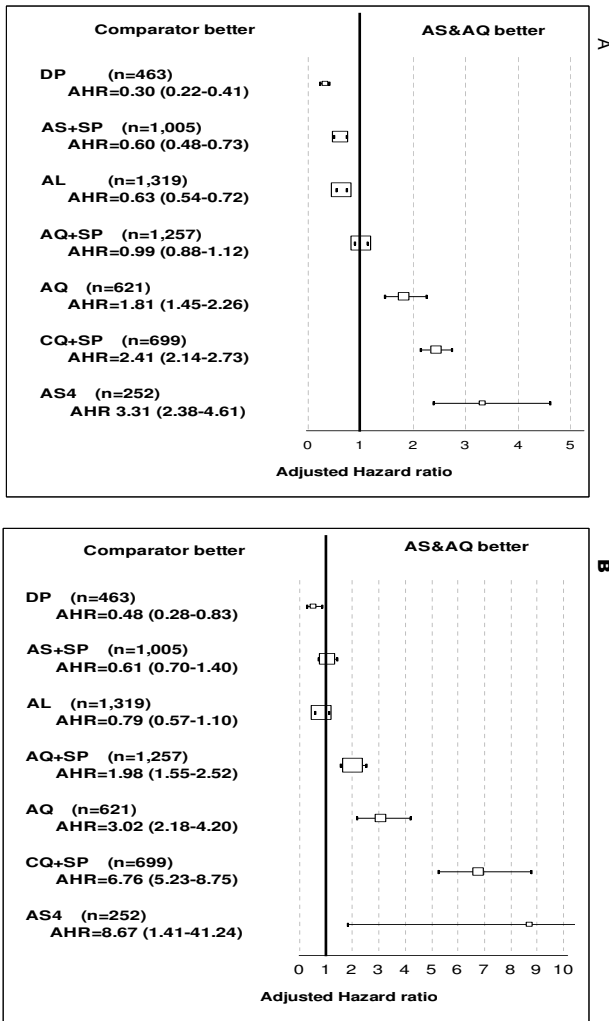 A
Comparator better AS&AQ better
DP (n=463)
AHR=0.30 (0.22-0.41)
AS+SP (n=1,005)
AHR=0.60 (0.48-0.73)
AL (n=1,319)
AHR=0.63 (0.54-0.72)
AQ+SP (n=1,257)
AHR=0.99 (0.88-1.12)
AQ (n=621)
AHR=1.81 (1.45-2.26)
CQ+SP (n=699)
AHR=2.41 (2.14-2.73)
AS4 (n=252)
AHR 3.31 (2.38-4.61)
0 1 2 3 4 5
Adjusted Hazard ratio
B
Comparator better AS&AQ better
DP (n=463)
AHR=0.48 (0.28-0.83)
AS+SP (n=1,005)
AHR=0.61 (0.70-1.40)
AL (n=1,319)
AHR=0.79 (0.57-1.10)
AQ+SP (n=1,257)
AHR=1.98 (1.55-2.52)
AQ (n=621)
AHR=3.02 (2.18-4.20)
CQ+SP (n=699)
AHR=6.76 (5.23-8.75)
AS4 (n=252)
AHR=8.67 (1.41-41.24)
0 1 2 3 4 5 6 7 8 9 10
Adjusted Hazard ratio